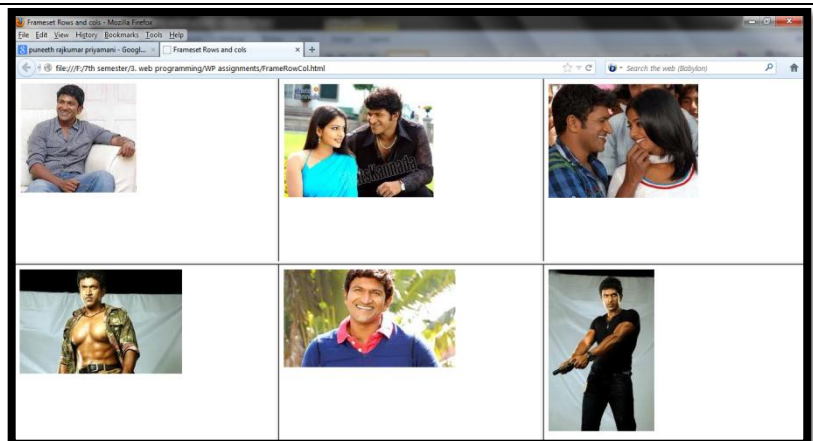 Frameset Rows and cols - Mozilla Firefox
File Edit View History Bookmarks Tools Help
puneeth rajkumar priyamani - Googl... × Frameset Rows and cols × +
file:///F:/7th semester/3. web programming/WP assignments/FrameRowCol.html Search the web (Babylon)